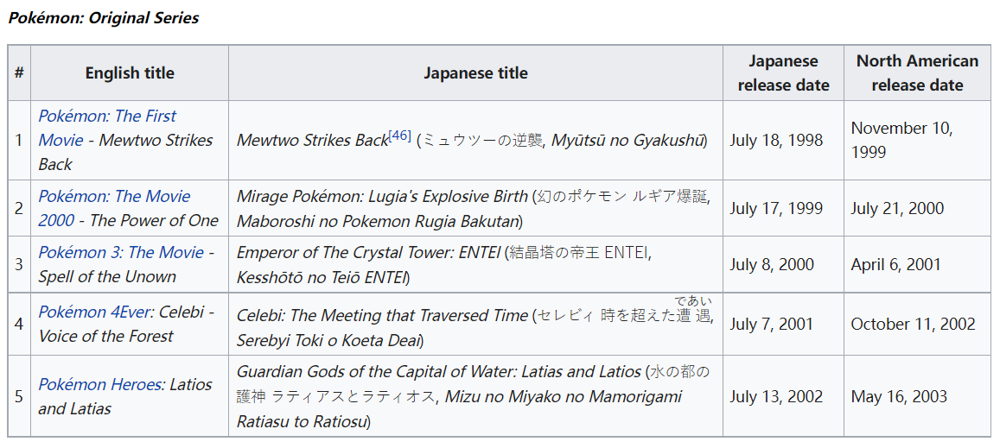 Pokémon: Original Series
#
English title
Japanese title
Japanese
release date
North American
release date
1
Pokémon: The First
Movie - Mewtwo Strikes
Back
Mewtwo Strikes Back[46] (ミュウツーの逆襲, Myūtsū no Gyakushū)
July 18, 1998
November 10,
1999
2
Pokémon: The Movie
2000 - The Power of One
Mirage Pokémon: Lugia's Explosive Birth (幻のポケモン ルギア爆誕,
Maboroshi no Pokemon Rugia Bakutan)
July 17, 1999
July 21, 2000
3
Pokémon 3: The Movie -
Spell of the Unown
Emperor of The Crystal Tower: ENTEI (結晶塔の帝王 ENTEI,
Kesshōtō no Teiō ENTEI)
July 8, 2000
April 6, 2001
4
Pokémon 4Ever: Celebi -
Voice of the Forest
であい
Celebi: The Meeting that Traversed Time (セレビィ 時を超えた遭遇,
Serebyi Toki o Koeta Deai)
July 7, 2001
October 11, 2002
5
Pokémon Heroes: Latios
and Latias
Guardian Gods of the Capital of Water: Latias and Latios (水の都の
護神 ラティアスとラティオス, Mizu no Miyako no Mamorigami
Ratiasu to Ratiosu)
July 13, 2002
May 16, 2003